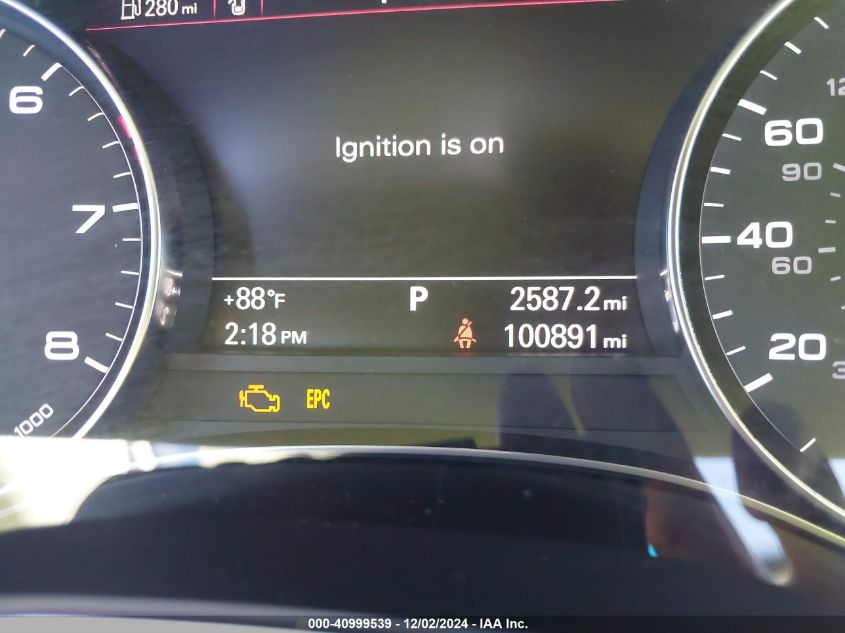 280 mi
6
7
8
1000
Ignition is on
+88°F P 2587.2 mi
2:18 PM 100891 mi
EPC
60
90
40
60
20
000-40999539 - 12/02/2024 - IAA Inc.